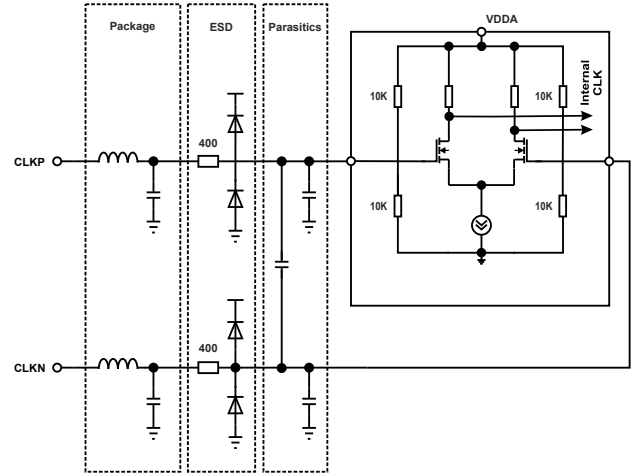 Package
ESD
Parasitics
VDDA
10K
10K
Internal
CLK
400
CLKP
10K
10K
400
CLKN